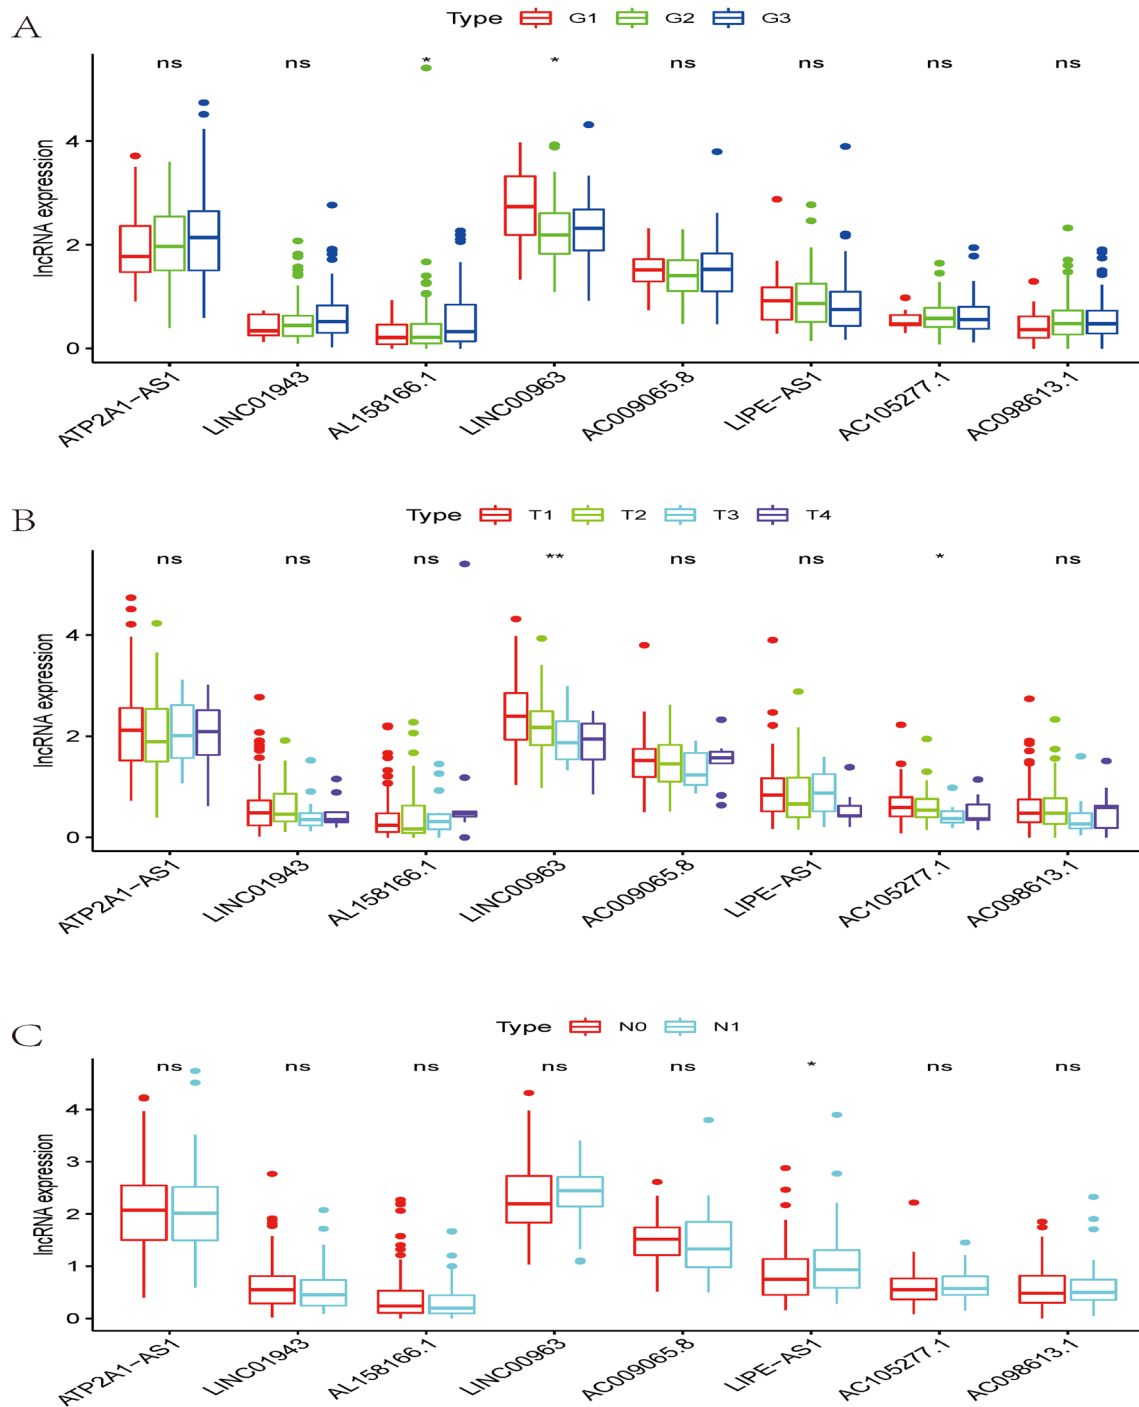 A
Type G1 G2 G3
ns ns * * ns ns ns ns
lncRNA expression
4
2
0
ATP2A1-AS1 LINC01943 AL158166.1 LINC00963 AC009065.8 LIPE-AS1 AC105277.1 AC098613.1
B
Type T1 T2 T3 T4
ns ns ns ** ns ns * ns
lncRNA expression
4
2
0
ATP2A1-AS1 LINC01943 AL158166.1 LINC00963 AC009065.8 LIPE-AS1 AC105277.1 AC098613.1
C
Type N0 N1
ns ns ns ns ns * ns ns
lncRNA expression
4
3
2
1
0
ATP2A1-AS1 LINC01943 AL158166.1 LINC00963 AC009065.8 LIPE-AS1 AC105277.1 AC098613.1